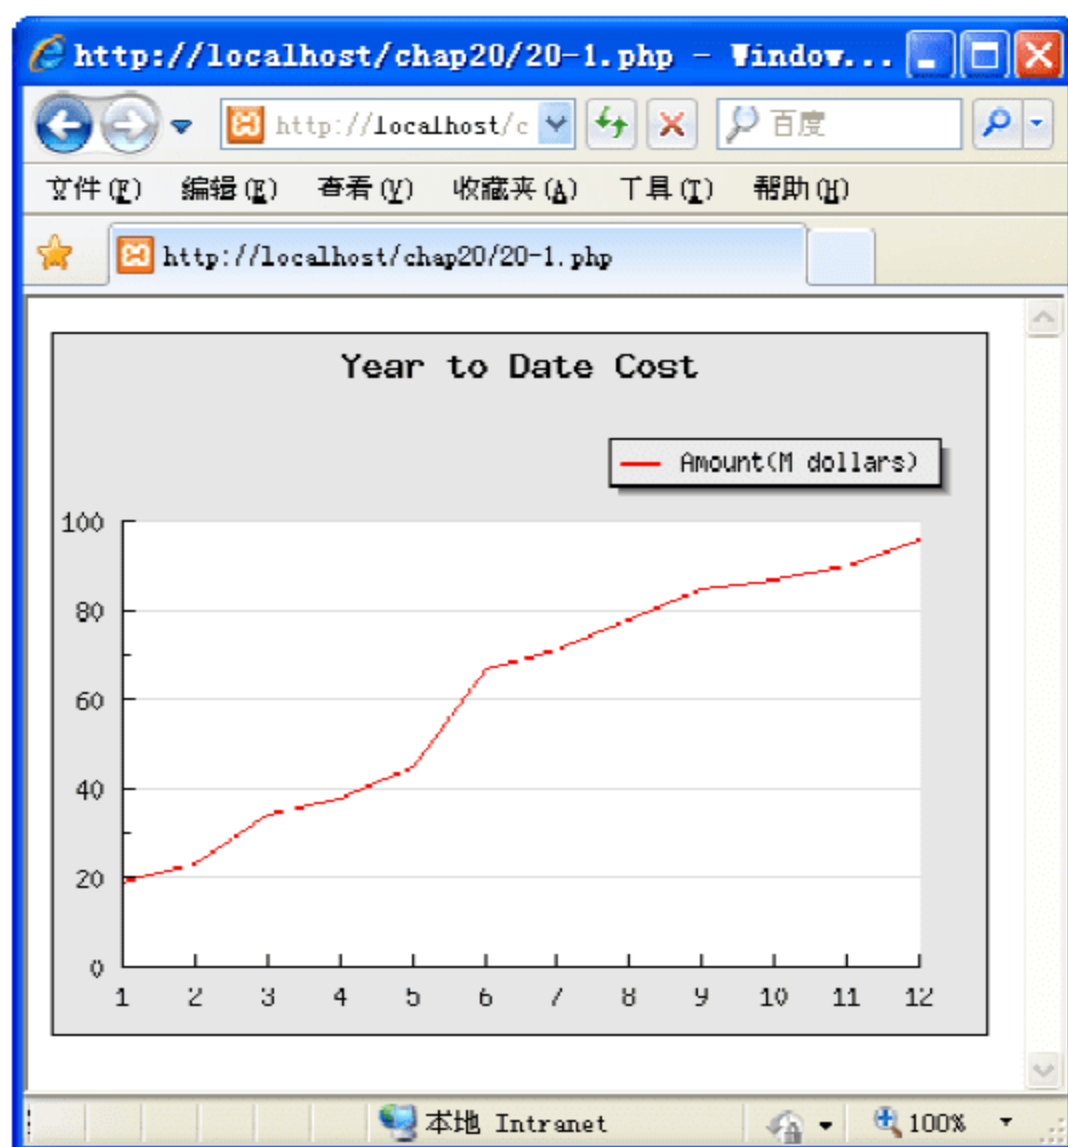 http://localhost/chap20/20-1.php - Window...
http://localhost/c
百度
文件(F) 编辑(E) 查看(V) 收藏夹(A) 工具(T) 帮助(H)
http://localhost/chap20/20-1.php
Year to Date Cost
Amount(M dollars)
100
80
60
40
20
0
1 2 3 4 5 6 7 8 9 10 11 12
本地 Intranet 100%